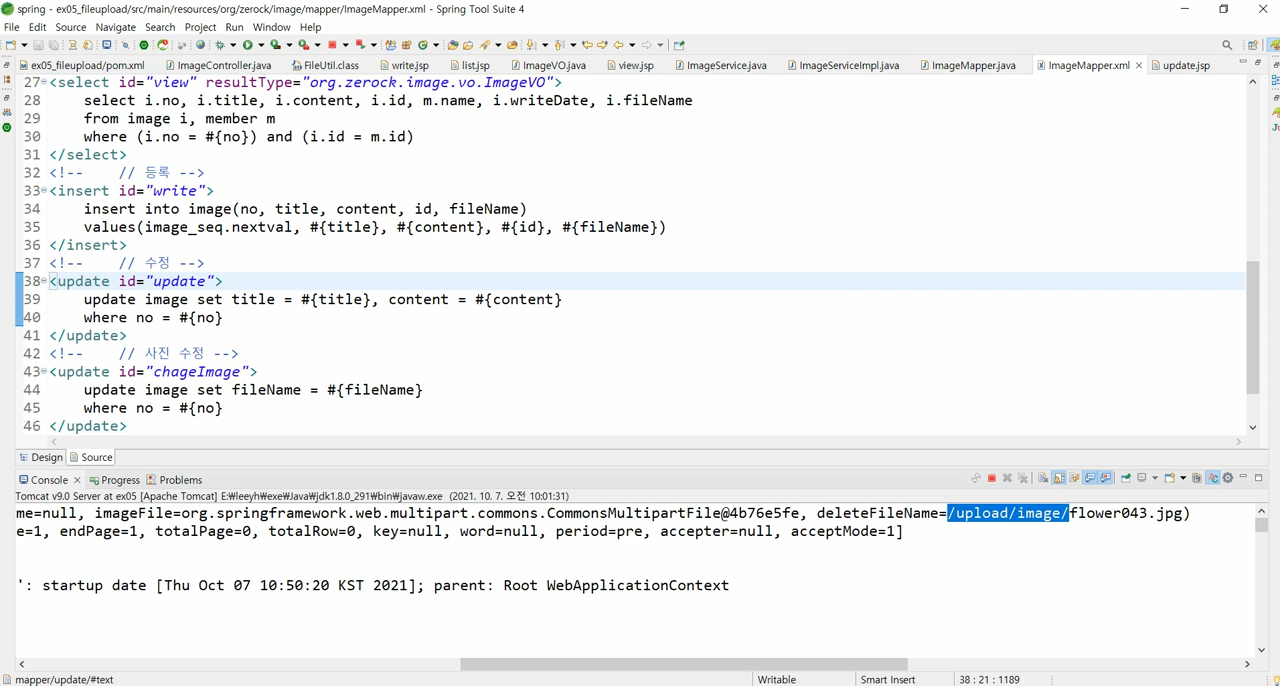 spring - ex05_fileupload/src/main/resources/org/zerock/image/mapper/ImageMapper.xml - Spring Tool Suite 4
File Edit Source Navigate Search Project Run Window Help
ex05_fileupload/pom.xml ImageController.java FileUtil.class write.jsp list.jsp ImageVO.java view.jsp ImageService.java ImageServiceImpl.java ImageMapper.java ImageMapper.xml update.jsp
27 <select id="view" resultType="org.zerock.image.vo.ImageVO">
28 select i.no, i.title, i.content, i.id, m.name, i.writeDate, i.fileName
29 from image i, member m
30 where (i.no = #{no}) and (i.id = m.id)
31 </select>
32 <!-- // 등록 -->
33 <insert id="write">
34 insert into image(no, title, content, id, fileName)
35 values(image_seq.nextval, #{title}, #{content}, #{id}, #{fileName})
36 </insert>
37 <!-- // 수정 -->
38 <update id="update">
39 update image set title = #{title}, content = #{content}
40 where no = #{no}
41 </update>
42 <!-- // 사진 수정 -->
43 <update id="chageImage">
44 update image set fileName = #{fileName}
45 where no = #{no}
46 </update>
Design Source
Console Progress Problems
Tomcat v9.0 Server at ex05 [Apache Tomcat] E:₩leeyh₩exe₩Java₩jdk1.8.0_291₩bin₩javaw.exe (2021. 10. 7. 오전 10:01:31)
me=null, imageFile=org.springframework.web.multipart.commons.CommonsMultipartFile@4b76e5fe, deleteFileName=/upload/image/flower043.jpg)
e=1, endPage=1, totalPage=0, totalRow=0, key=null, word=null, period=pre, accepter=null, acceptMode=1]
': startup date [Thu Oct 07 10:50:20 KST 2021]; parent: Root WebApplicationContext
mapper/update/#text Writable Smart Insert 38 : 21 : 1189